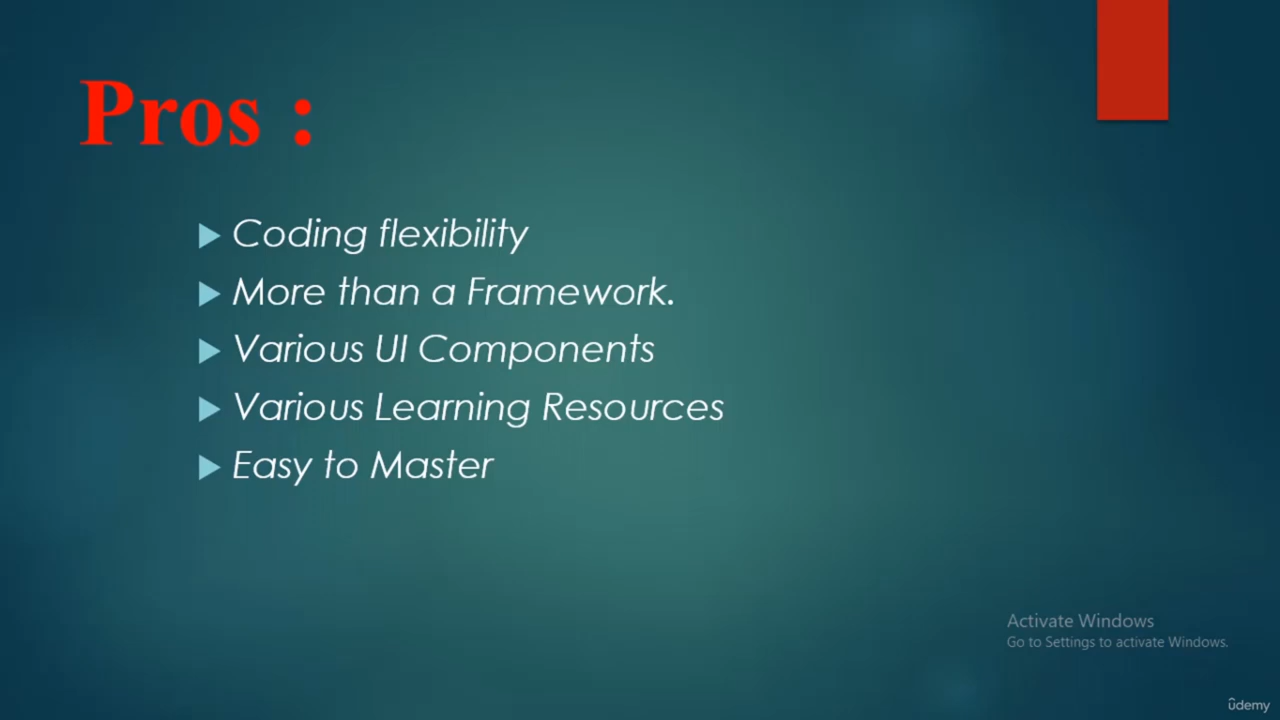 Pros :
Coding flexibility
More than a Framework.
Various UI Components
Various Learning Resources
Easy to Master
Activate Windows
Go to Settings to activate Windows.
ûdemy